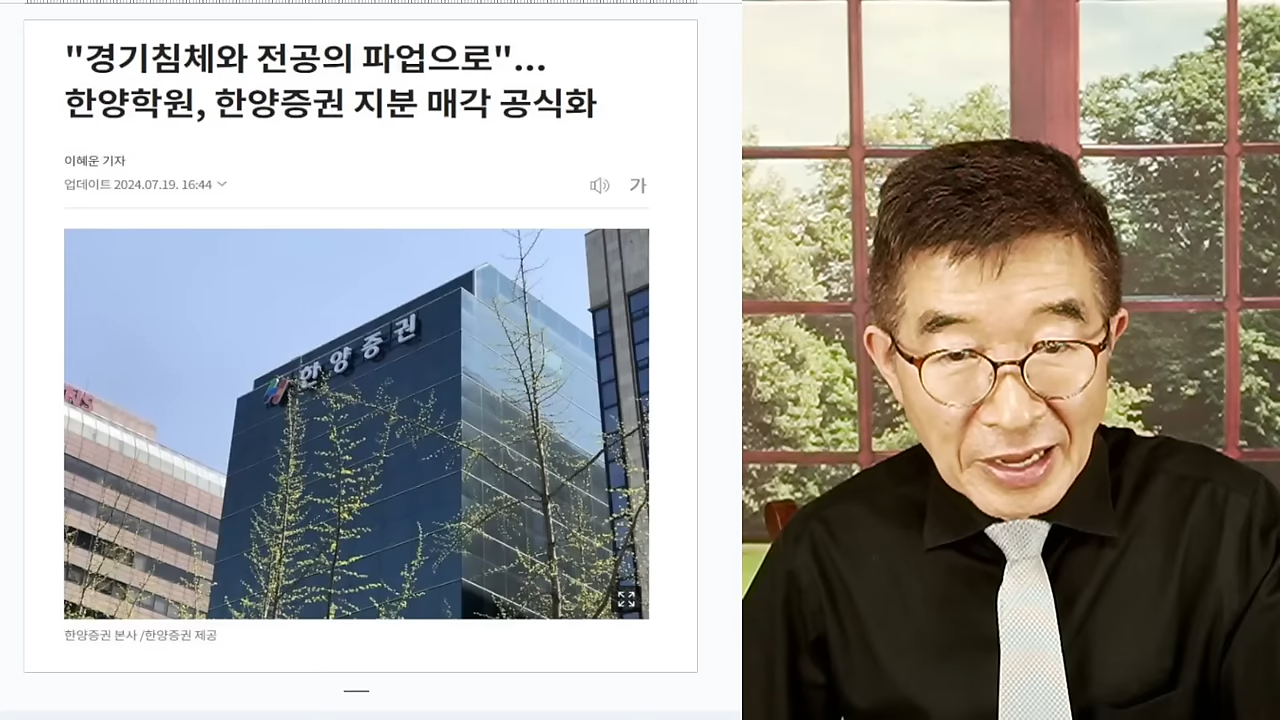 "경기침체와 전공의 파업으로"...
한양학원, 한양증권 지분 매각 공식화
이혜운 기자
업데이트 2024.07.19. 16:44
가
한양증권
한양증권 본사 /한양증권 제공